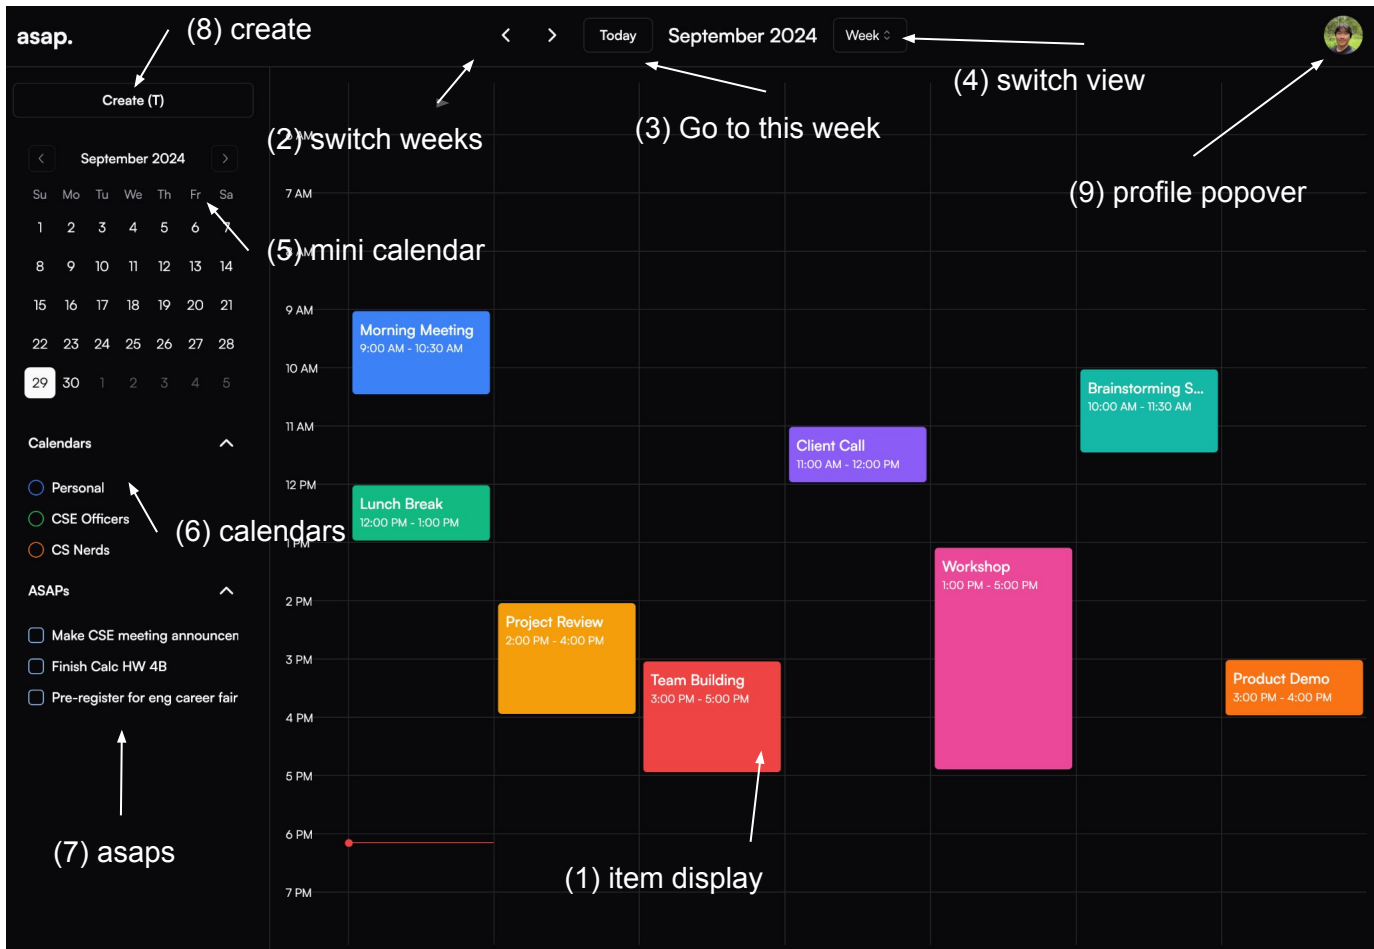 asap.
(8) create
Today
September 2024
Week
(4) switch view
(3) Go to this week
(2) switch weeks
(9) profile popover
Create (T)
September 2024
Su Mo Tu We Th Fr Sa
1 2 3 4 5 6 7
8 9 10 11 12 13 14
15 16 17 18 19 20 21
22 23 24 25 26 27 28
29 30 1 2 3 4 5
(5) mini calendar
Calendars
Personal
CSE Officers
CS Nerds
(6) calendars
ASAPs
Make CSE meeting announcen
Finish Calc HW 4B
Pre-register for eng career fair
(7) asaps
6 AM
7 AM
8 AM
9 AM
Morning Meeting
9:00 AM - 10:30 AM
10 AM
Brainstorming S...
10:00 AM - 11:30 AM
11 AM
Client Call
11:00 AM - 12:00 PM
12 PM
Lunch Break
12:00 PM - 1:00 PM
1 PM
Workshop
1:00 PM - 5:00 PM
2 PM
Project Review
2:00 PM - 4:00 PM
3 PM
Team Building
3:00 PM - 5:00 PM
Product Demo
3:00 PM - 4:00 PM
4 PM
5 PM
6 PM
(1) item display
7 PM